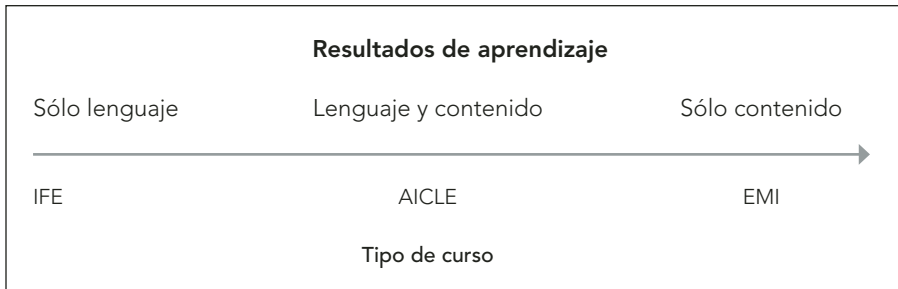 Resultados de aprendizaje
Sólo lenguaje Lenguaje y contenido Sólo contenido
IFE AICLE EMI
Tipo de curso